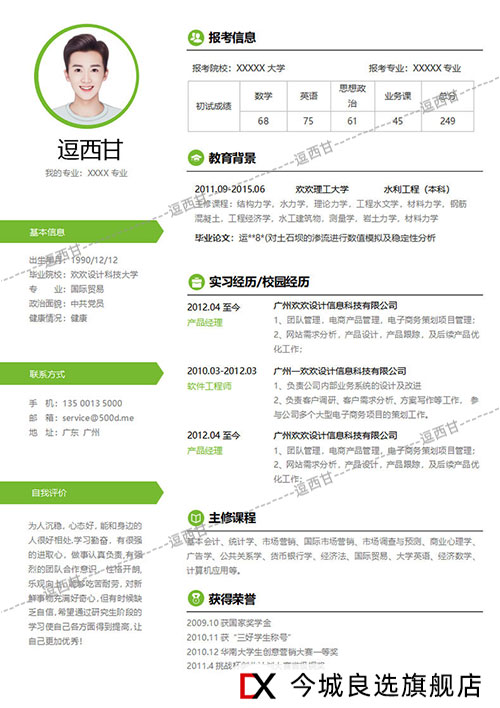 逗西甘
我的专业：XXXX 专业
基本信息
出生年月：1990/12/12
毕业院校：欢欢设计科技大学
专 业：国际贸易
政治面貌：中共党员
健康情况：健康
联系方式
手 机：135 0013 5000
邮 箱：service@500d.me
地 址：广东 广州
自我评价
为人沉稳，心态好，能和身边的
人很好相处,学习勤奋，有很强
的进取心，做事认真负责,有强
烈的团队合作意识，性格开朗,
乐观向上,能够吃苦耐劳，对新
鲜事物充满好奇心,但有时候缺
乏自信,希望通过研究生阶段的
学习使自己各方面得到提高,让
自己更加优秀！
报考信息
报考院校：XXXXX 大学 报考专业：XXXXX 专业
初试成绩 数学 英语 思想政治 业务课 总分
68 75 61 45 249
教育背景
2011.09-2015.06 欢欢理工大学 水利工程（本科）
主修课程：结构力学，水力学，理论力学，工程水文学，材料力学，钢筋
混凝土，工程经济学，水工建筑物，测量学，岩土力学，材料力学
毕业论文：运**8*(对土石坝的渗流进行数值模拟及稳定性分析
实习经历/校园经历
2012.04 至今 广州欢欢设计信息科技有限公司
产品经理 1、团队管理，电商产品管理，电子商务策划项目管理；
2、网站需求分析，产品设计，产品跟踪，及后续产品优
化工作；
2010.03-2012.03 广州一欢欢设计信息科技有限公司
软件工程师 1、负责公司内部业务系统的设计及改进
2、负责客户调研、客户需求分析、方案写作等工作， 参
与公司多个大型电子商务项目的策划工作。
2012.04 至今 广州欢欢设计信息科技有限公司
产品经理 1、团队管理，电商产品管理，电子商务策划项目管理；
2、网站需求分析，产品设计，产品跟踪，及后续产品优
化工作；
主修课程
基本会计、统计学、市场营销、国际市场营销、市场调查与预测、商业心理学、
广告学、公共关系学、货币银行学、经济法、国际贸易、大学英语、经济数学、
计算机应用等。
获得荣誉
2009.10 获国家奖学金
2010.11 获“三好学生称号”
2010.12 华南大学生创意营销大赛一等奖
2011.4 挑战杯
DX 今城良选旗舰店
逗西甘
逗西甘
逗西甘
逗西甘
逗西甘
逗西甘